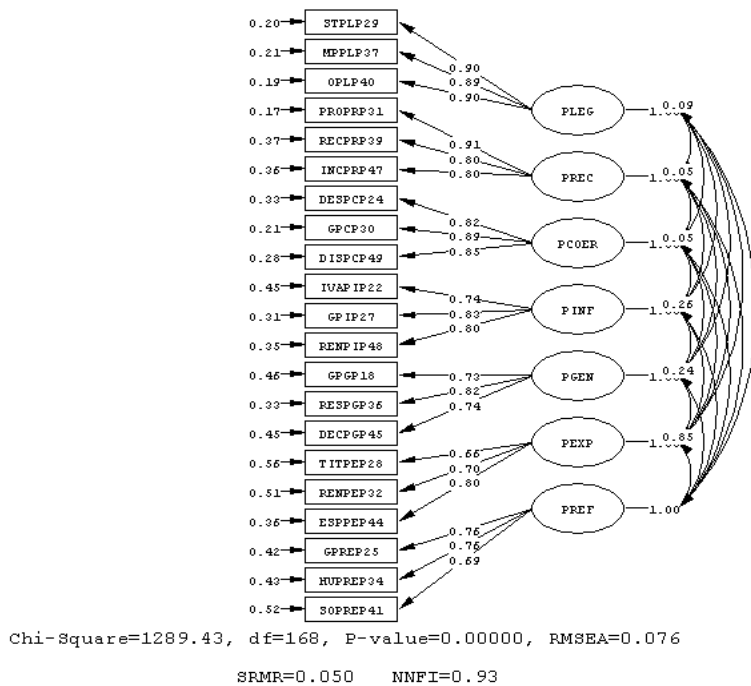 0.20 STPLP29
0.21 MPPLP37
0.19 OPLP40
0.17 PROPRP31
0.37 RECPRP39
0.36 INCPRP47
0.33 DESPCP24
0.21 GPCP30
0.28 DISPCP49
0.45 IVAPIP22
0.31 GPIP27
0.35 RENPIP48
0.46 GPGP18
0.33 RESPGP36
0.45 DECPGP45
0.56 TITPEP28
0.51 RENPEP32
0.36 ESPPEP44
0.42 GPREP25
0.43 HUPREP34
0.52 SOPREP41
0.90
0.89
0.90
0.91
0.80
0.80
0.82
0.89
0.85
0.74
0.83
0.80
0.73
0.82
0.74
0.66
0.70
0.80
0.76
0.76
0.69
PLEG 0.09
PREC 0.05
PCOER 0.05
PINF 0.26
PGEN 0.24
PEXP 0.85
PREF 1.00
Chi-Square=1289.43, df=168, P-value=0.00000, RMSEA=0.076
SRMR=0.050 NNFI=0.93